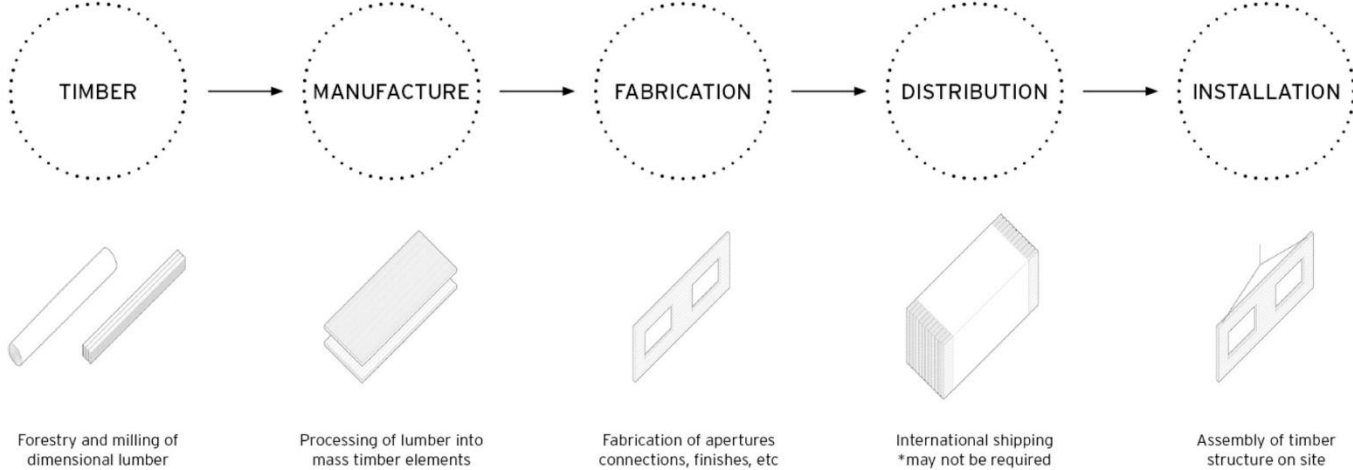 TIMBER
MANUFACTURE
FABRICATION
DISTRIBUTION
INSTALLATION
Forestry and milling of
dimensional lumber
Processing of lumber into
mass timber elements
Fabrication of apertures
connections, finishes, etc
International shipping
*may not be required
Assembly of timber
structure on site